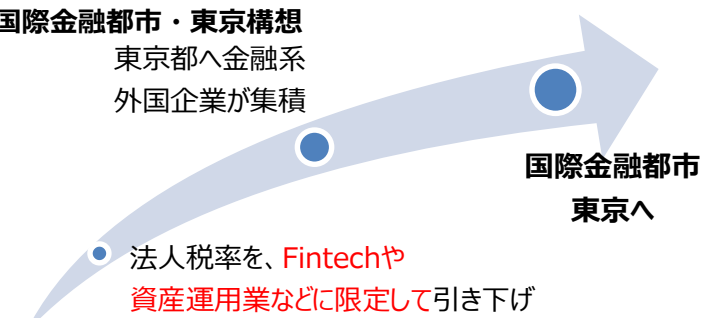 国際金融都市・東京構想
東京都へ金融系
外国企業が集積
国際金融都市
東京へ
法人税率を、Fintechや
資産運用業などに限定して引き下げ